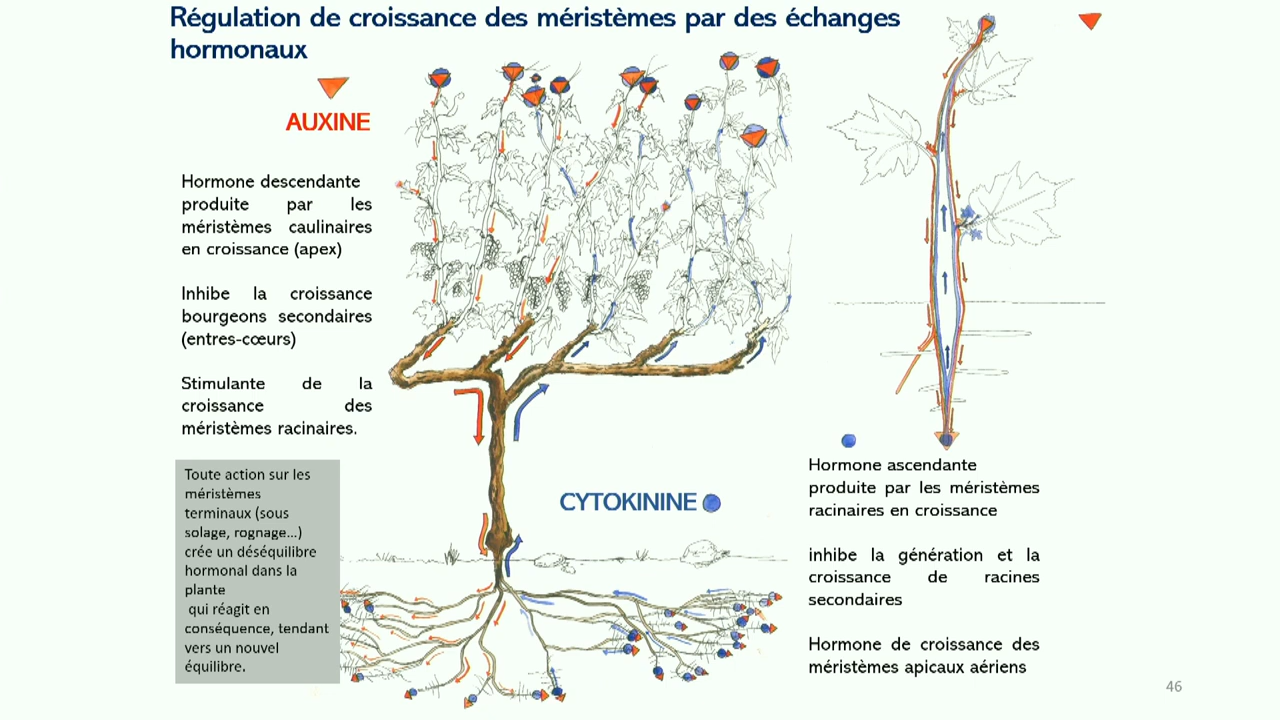 Régulation de croissance des méristèmes par des échanges
hormonaux
AUXINE
Hormone descendante
produite par les
méristèmes caulinaires
en croissance (apex)
Inhibe la croissance
bourgeons secondaires
(entres-cœurs)
Stimulante de la
croissance des
méristèmes racinaires.
Toute action sur les
méristèmes
terminaux (sous
solage, rognage...)
crée un déséquilibre
hormonal dans la
plante
qui réagit en
conséquence, tendant
vers un nouvel
équilibre.
CYTOKININE
Hormone ascendante
produite par les méristèmes
racinaires en croissance
inhibe la génération et la
croissance de racines
secondaires
Hormone de croissance des
méristèmes apicaux aériens
46